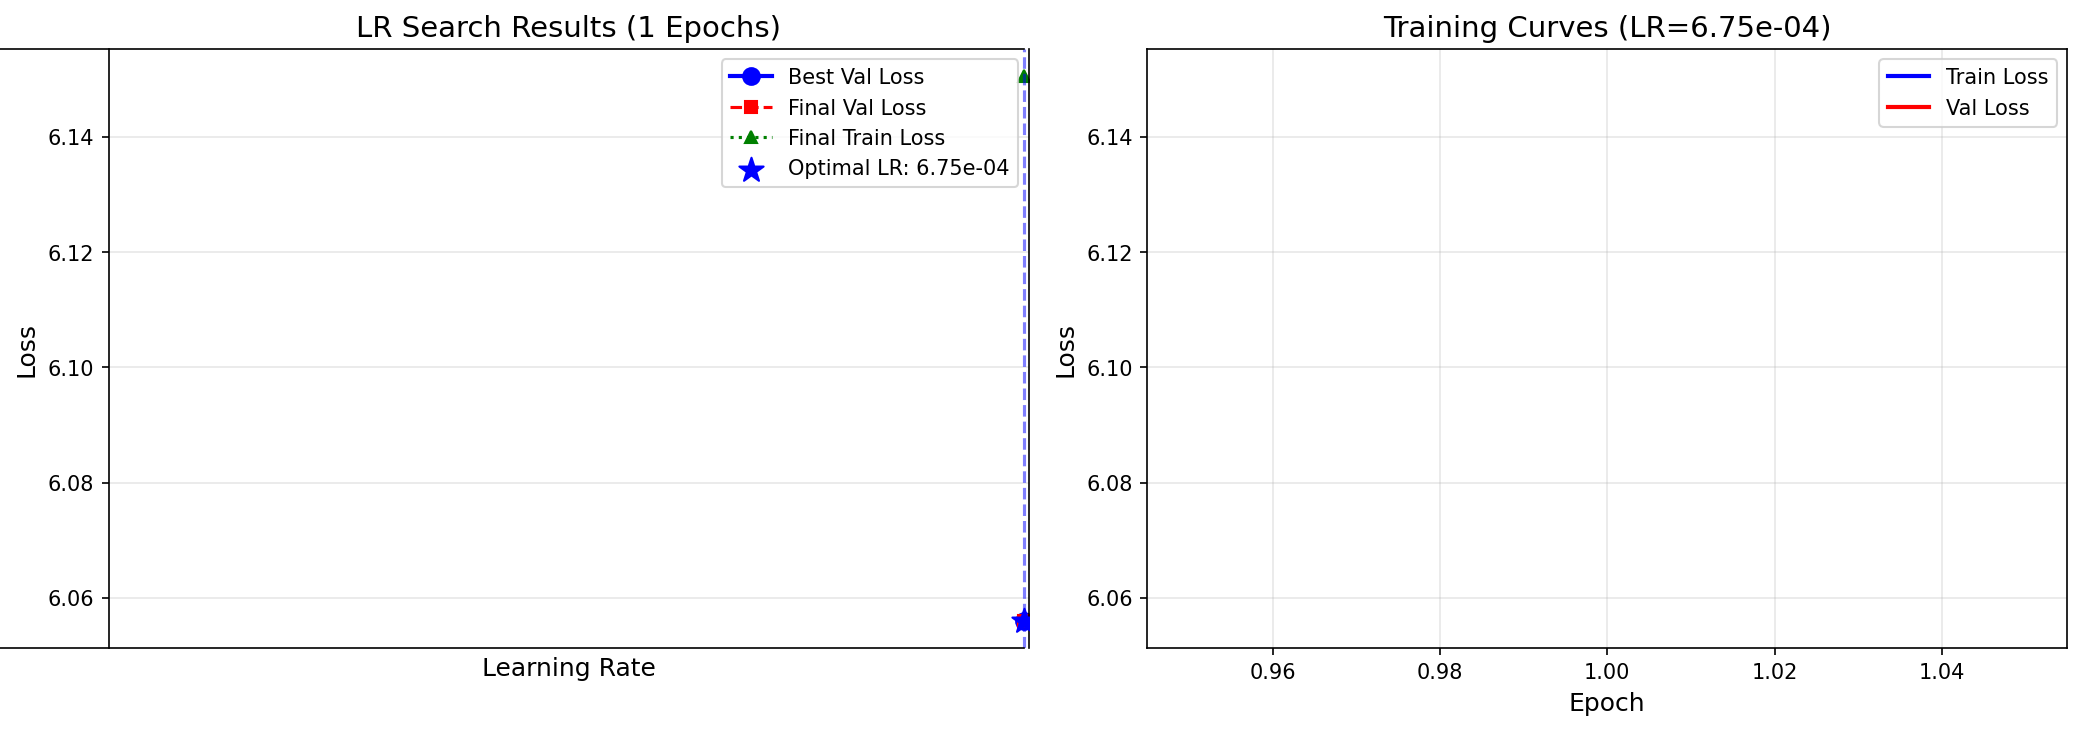 LR Search Results (1 Epochs)
Best Val Loss
Final Val Loss
Final Train Loss
Optimal LR: 6.75e-04
6.14
6.12
6.10
6.08
6.06
Loss
Learning Rate
Training Curves (LR=6.75e-04)
Train Loss
Val Loss
6.14
6.12
6.10
6.08
6.06
Loss
0.96 0.98 1.00 1.02 1.04
Epoch